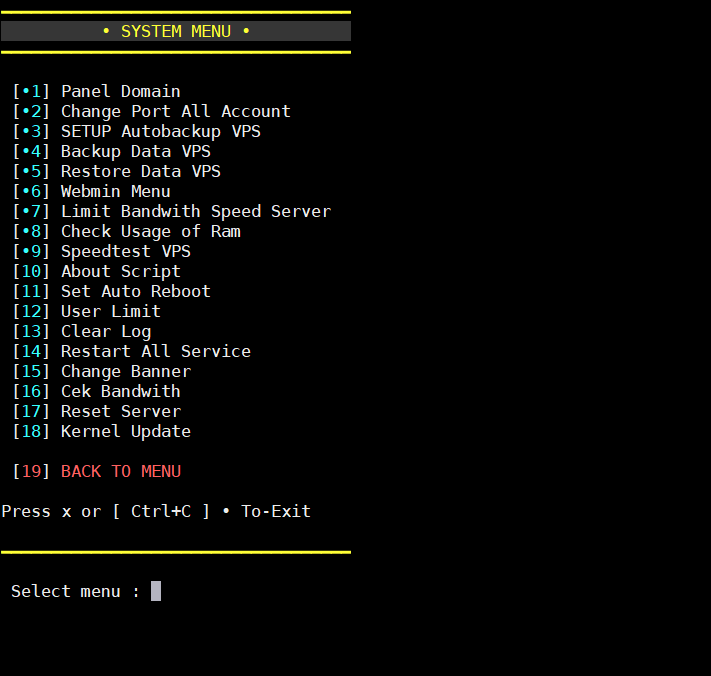 • SYSTEM MENU •
[•1] Panel Domain
[•2] Change Port All Account
[•3] SETUP Autobackup VPS
[•4] Backup Data VPS
[•5] Restore Data VPS
[•6] Webmin Menu
[•7] Limit Bandwith Speed Server
[•8] Check Usage of Ram
[•9] Speedtest VPS
[10] About Script
[11] Set Auto Reboot
[12] User Limit
[13] Clear Log
[14] Restart All Service
[15] Change Banner
[16] Cek Bandwith
[17] Reset Server
[18] Kernel Update
[19] BACK TO MENU
Press x or [ Ctrl+C ] • To-Exit
Select menu :